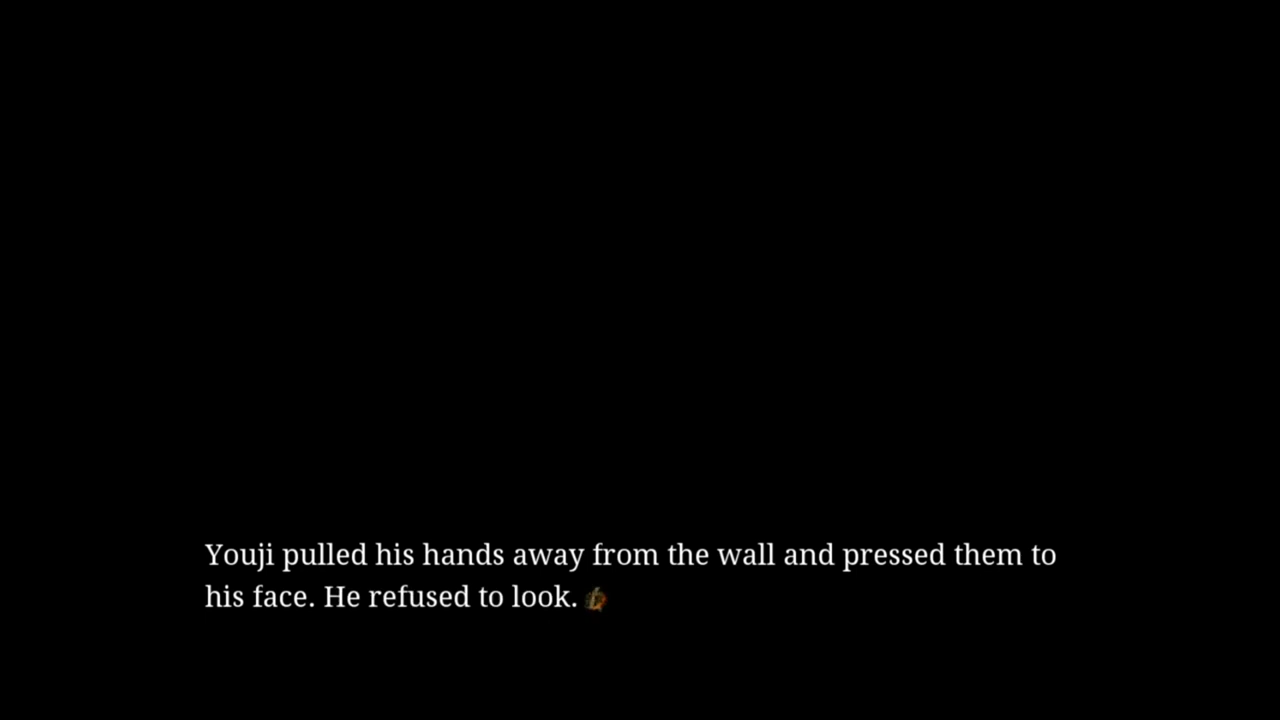 Youji pulled his hands away from the wall and pressed them to
his face. He refused to look.